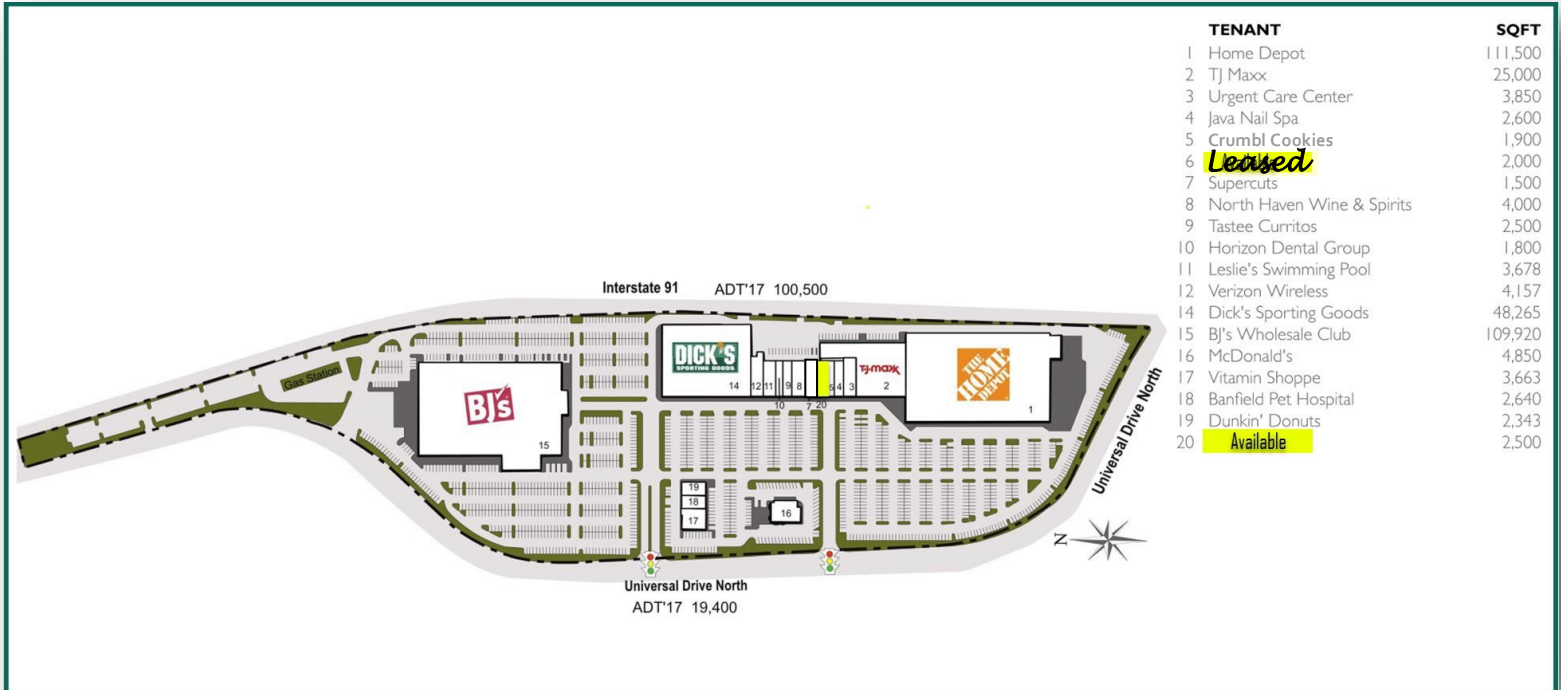 TENANT SQFT
1 Home Depot 111,500
2 TJ Maxx 25,000
3 Urgent Care Center 3,850
4 Java Nail Spa 2,600
5 Crumbl Cookies 1,900
6 Leased 2,000
7 Supercuts 1,500
8 North Haven Wine & Spirits 4,000
9 Tastee Curritos 2,500
10 Horizon Dental Group 1,800
11 Leslie's Swimming Pool 3,678
12 Verizon Wireless 4,157
14 Dick's Sporting Goods 48,265
15 BJ's Wholesale Club 109,920
16 McDonald's 4,850
17 Vitamin Shoppe 3,663
18 Banfield Pet Hospital 2,640
19 Dunkin' Donuts 2,343
20 Available 2,500
Interstate 91 ADT'17 100,500
DICK'S
SPORTING GOODS
14 12 11 9 8 5 4 3 2
10 7 20
T•J•maxx
THE
HOME
DEPOT
1
Gas Station
BJ's
15
19
18
17
16
Universal Drive North
N
Universal Drive North
ADT'17 19,400